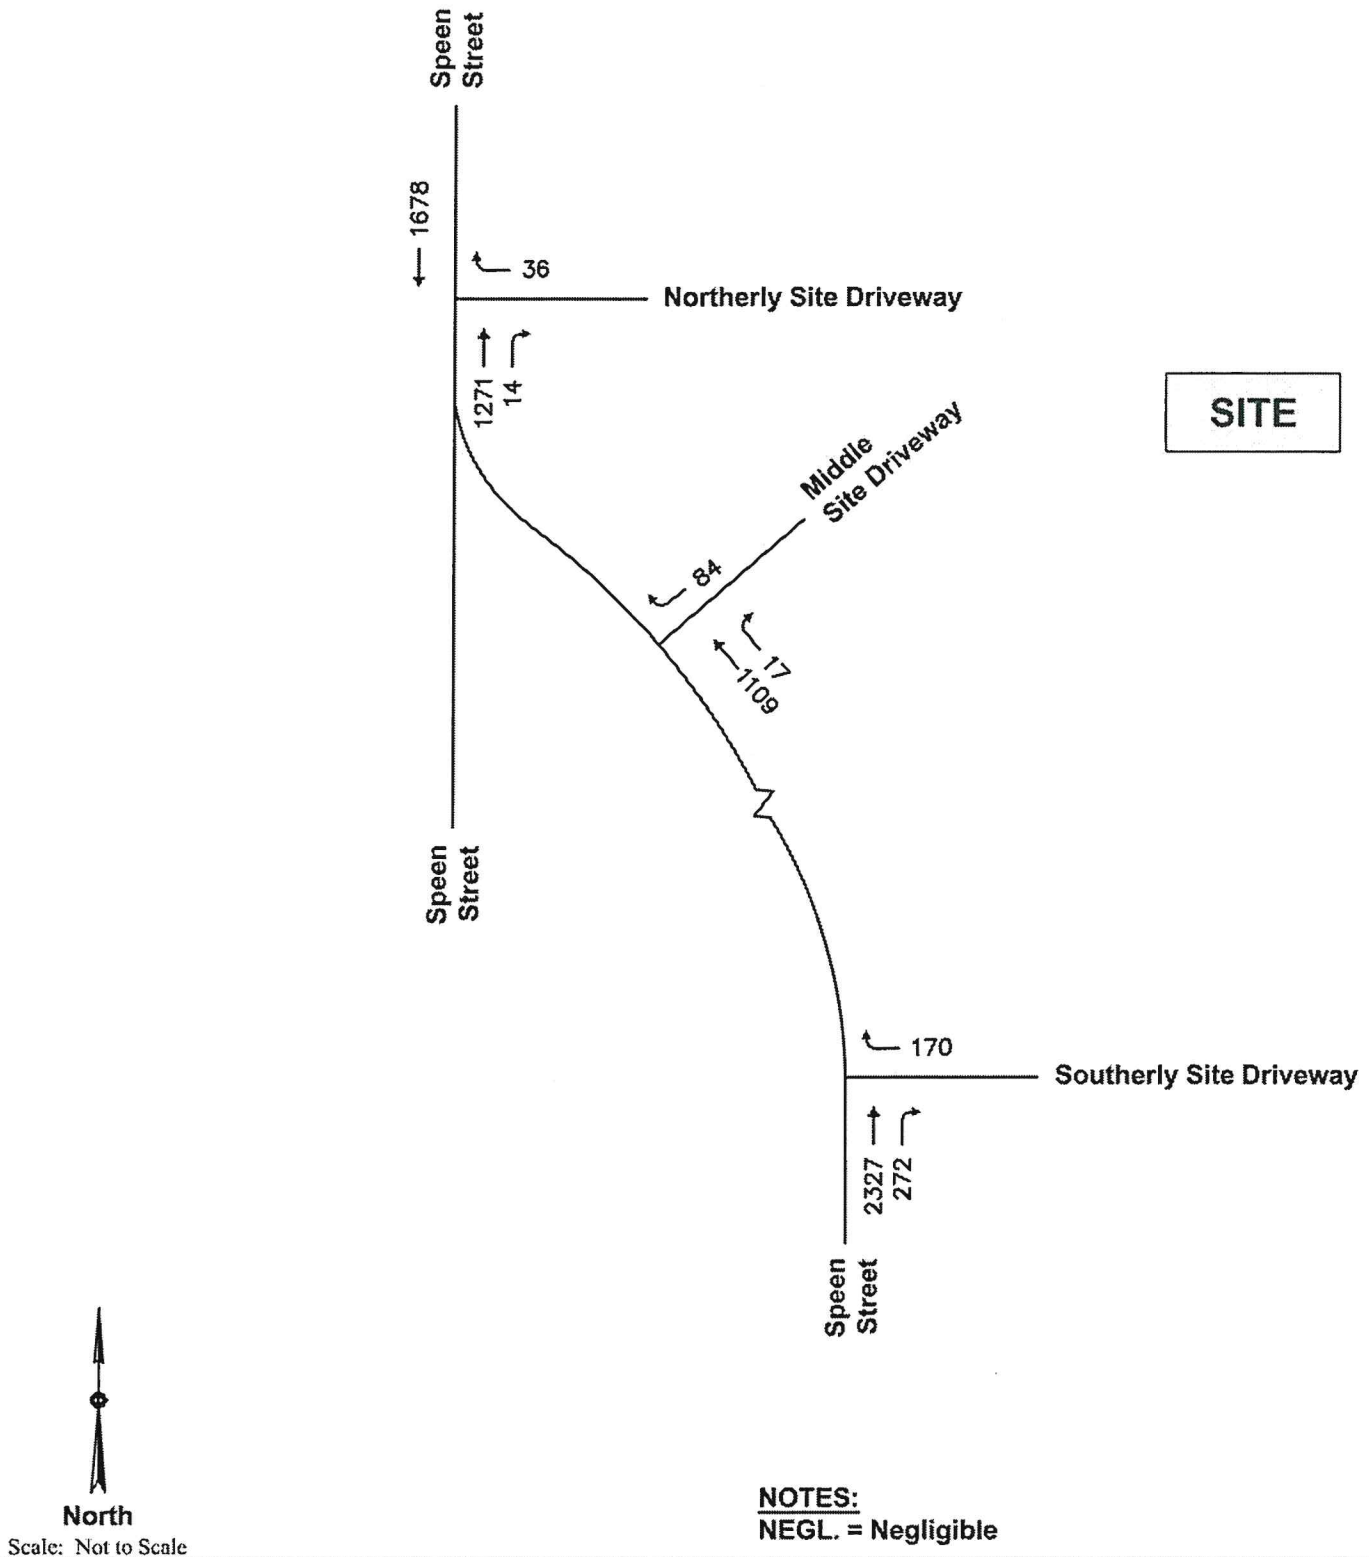 Speen
Street
1678
36
Northerly Site Driveway
1271
14
SITE
Middle
Site Driveway
84
17
1109
Speen
Street
170
Southerly Site Driveway
2327
272
Speen
Street
North
Scale: Not to Scale
NOTES:
NEGL. = Negligible